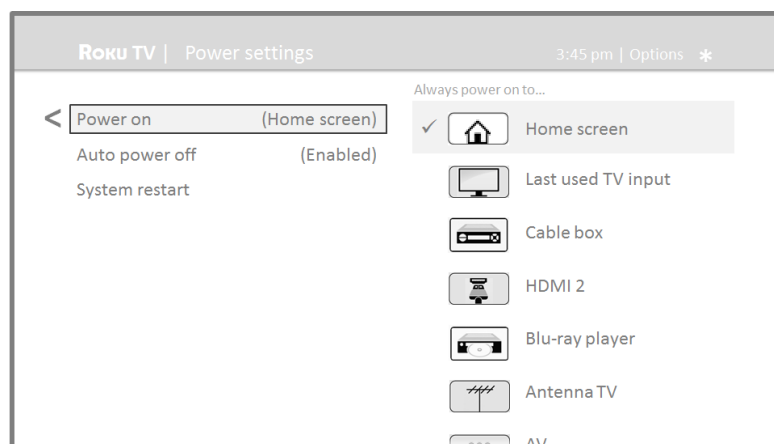 Roku TV | Power settings
3:45 pm | Options *
Always power on to...
< Power on (Home screen)
Auto power off (Enabled)
System restart
✓ Home screen
Last used TV input
Cable box
HDMI 2
Blu-ray player
Antenna TV
AV